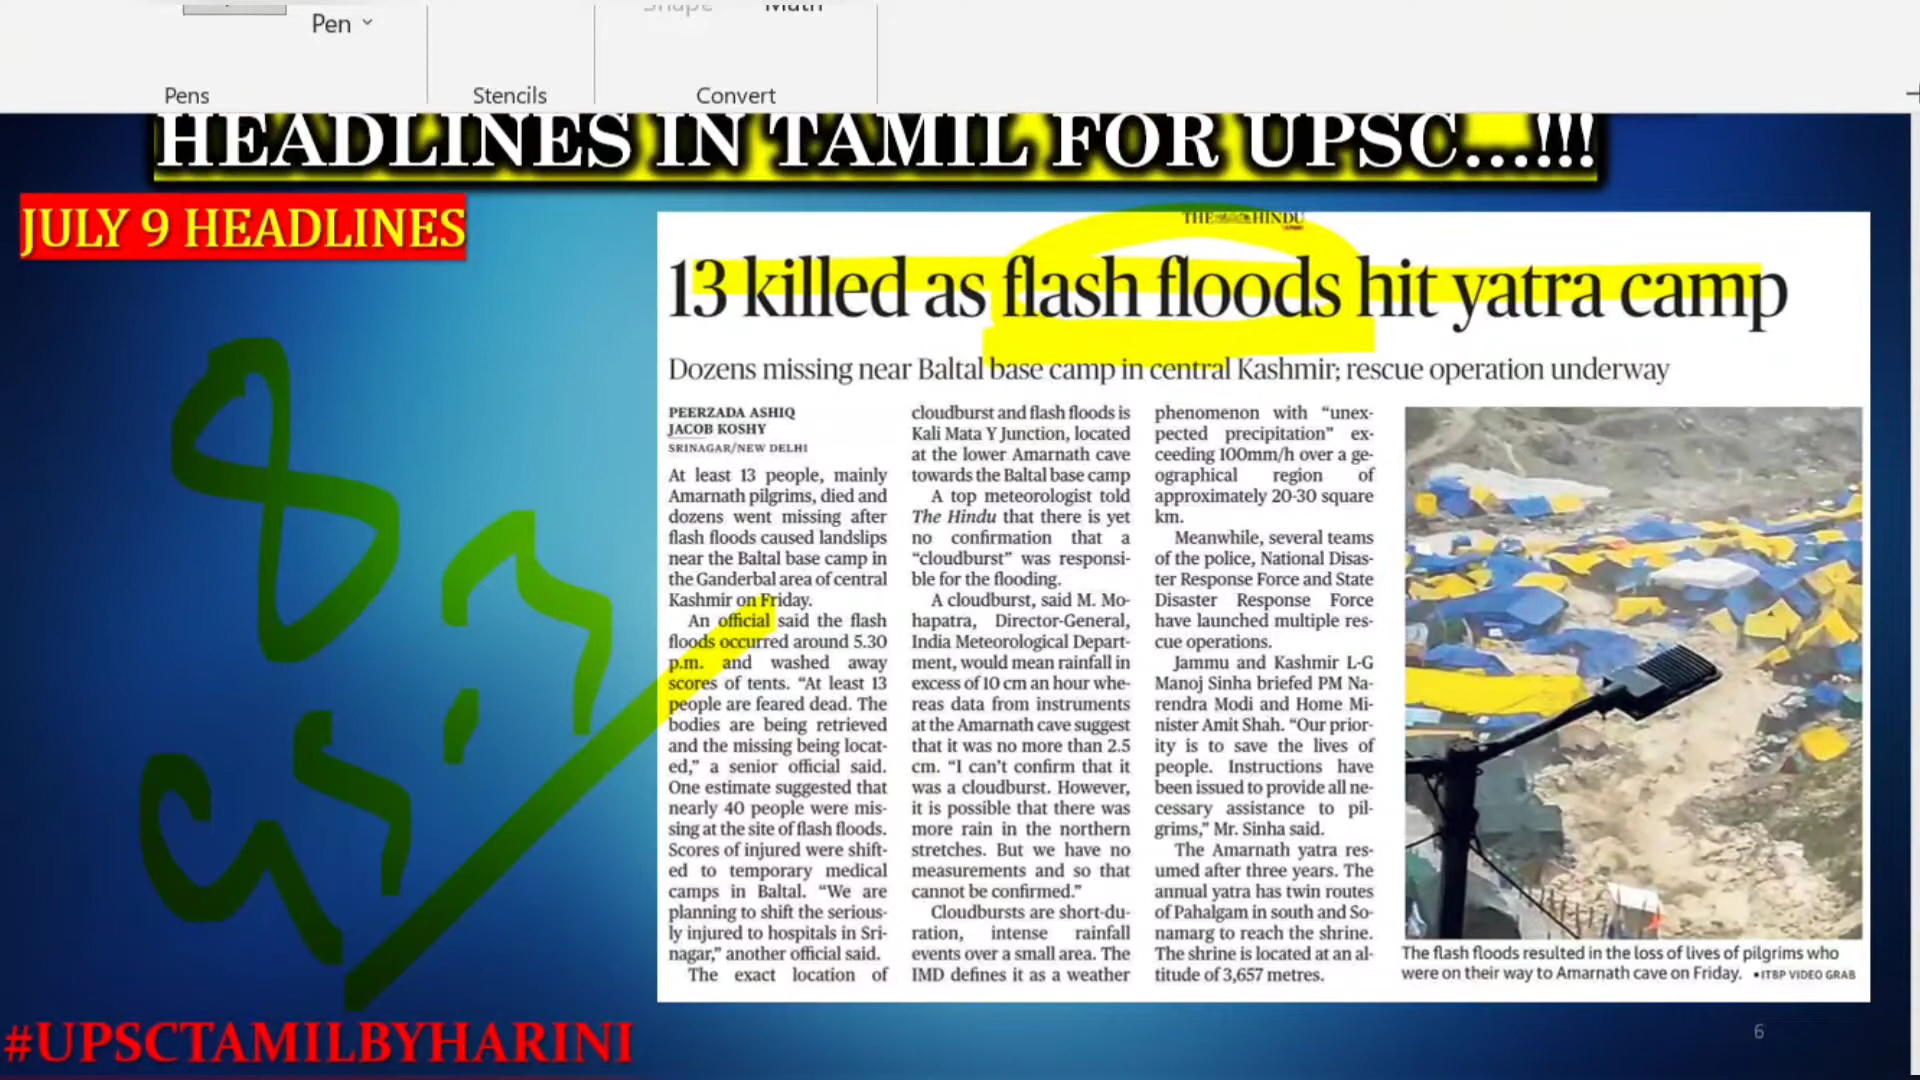 Pen
Pens
Stencils
Convert
HEADLINES IN TAMIL FOR UPSC...!!!
JULY 9 HEADLINES
THE HINDU
13 killed as flash floods hit yatra camp
Dozens missing near Baltal base camp in central Kashmir; rescue operation underway
PEERZADA ASHIQ
JACOB KOSHY
SRINAGAR/NEW DELHI
At least 13 people, mainly
Amarnath pilgrims, died and
dozens went missing after
flash floods caused landslips
near the Baltal base camp in
the Ganderbal area of central
Kashmir on Friday.
An official said the flash
floods occurred around 5.30
p.m. and washed away
scores of tents. “At least 13
people are feared dead. The
bodies are being retrieved
and the missing being locat-
ed,” a senior official said.
One estimate suggested that
nearly 40 people were mis-
sing at the site of flash floods.
Scores of injured were shift-
ed to temporary medical
camps in Baltal. “We are
planning to shift the serious-
ly injured to hospitals in Sri-
nagar,” another official said.
The exact location of
cloudburst and flash floods is
Kali Mata Y Junction, located
at the lower Amarnath cave
towards the Baltal base camp
A top meteorologist told
The Hindu that there is yet
no confirmation that a
“cloudburst” was responsi-
ble for the flooding.
A cloudburst, said M. Mo-
hapatra, Director-General,
India Meteorological Depart-
ment, would mean rainfall in
excess of 10 cm an hour whe-
reas data from instruments
at the Amarnath cave suggest
that it was no more than 2.5
cm. “I can’t confirm that it
was a cloudburst. However,
it is possible that there was
more rain in the northern
stretches. But we have no
measurements and so that
cannot be confirmed.”
Cloudbursts are short-du-
ration, intense rainfall
events over a small area. The
IMD defines it as a weather
phenomenon with “unex-
pected precipitation” ex-
ceeding 100mm/h over a ge-
ographical region of
approximately 20-30 square
km.
Meanwhile, several teams
of the police, National Disas-
ter Response Force and State
Disaster Response Force
have launched multiple res-
cue operations.
Jammu and Kashmir L-G
Manoj Sinha briefed PM Na-
rendra Modi and Home Mi-
nister Amit Shah. “Our prior-
ity is to save the lives of
people. Instructions have
been issued to provide all ne-
cessary assistance to pil-
grims,” Mr. Sinha said.
The Amarnath yatra res-
umed after three years. The
annual yatra has twin routes
of Pahalgam in south and So-
namarg to reach the shrine.
The shrine is located at an al-
titude of 3,657 metres.
The flash floods resulted in the loss of lives of pilgrims who
were on their way to Amarnath cave on Friday. • ITBP VIDEO GRAB
#UPSCTAMILBYHARINI
6